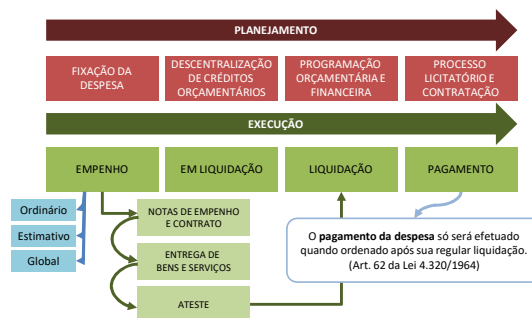 PLANEJAMENTO
FIXAÇÃO DA
DESPESA
DESCENTRALIZAÇÃO
DE CRÉDITOS
ORÇAMENTÁRIOS
PROGRAMAÇÃO
ORÇAMENTÁRIA E
FINANCEIRA
PROCESSO
LICITATÓRIO E
CONTRATAÇÃO
EXECUÇÃO
EMPENHO
EM LIQUIDAÇÃO
LIQUIDAÇÃO
PAGAMENTO
Ordinário
Estimativo
Global
NOTAS DE EMPENHO
E CONTRATO
ENTREGA DE
BENS E SERVIÇOS
ATESTE
O pagamento da despesa só será efetuado
quando ordenado após sua regular liquidação.
(Art. 62 da Lei 4.320/1964)